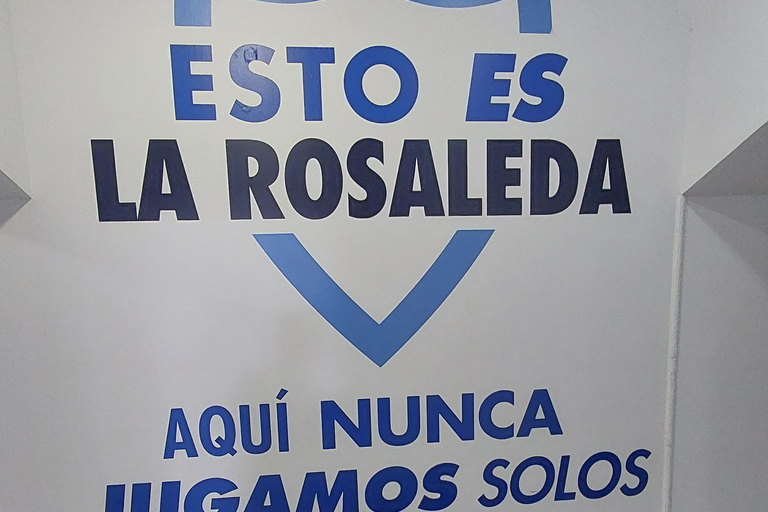 ESTO ES
LA ROSALEDA
AQUÍ NUNCA
JUGAMOS SOLOS